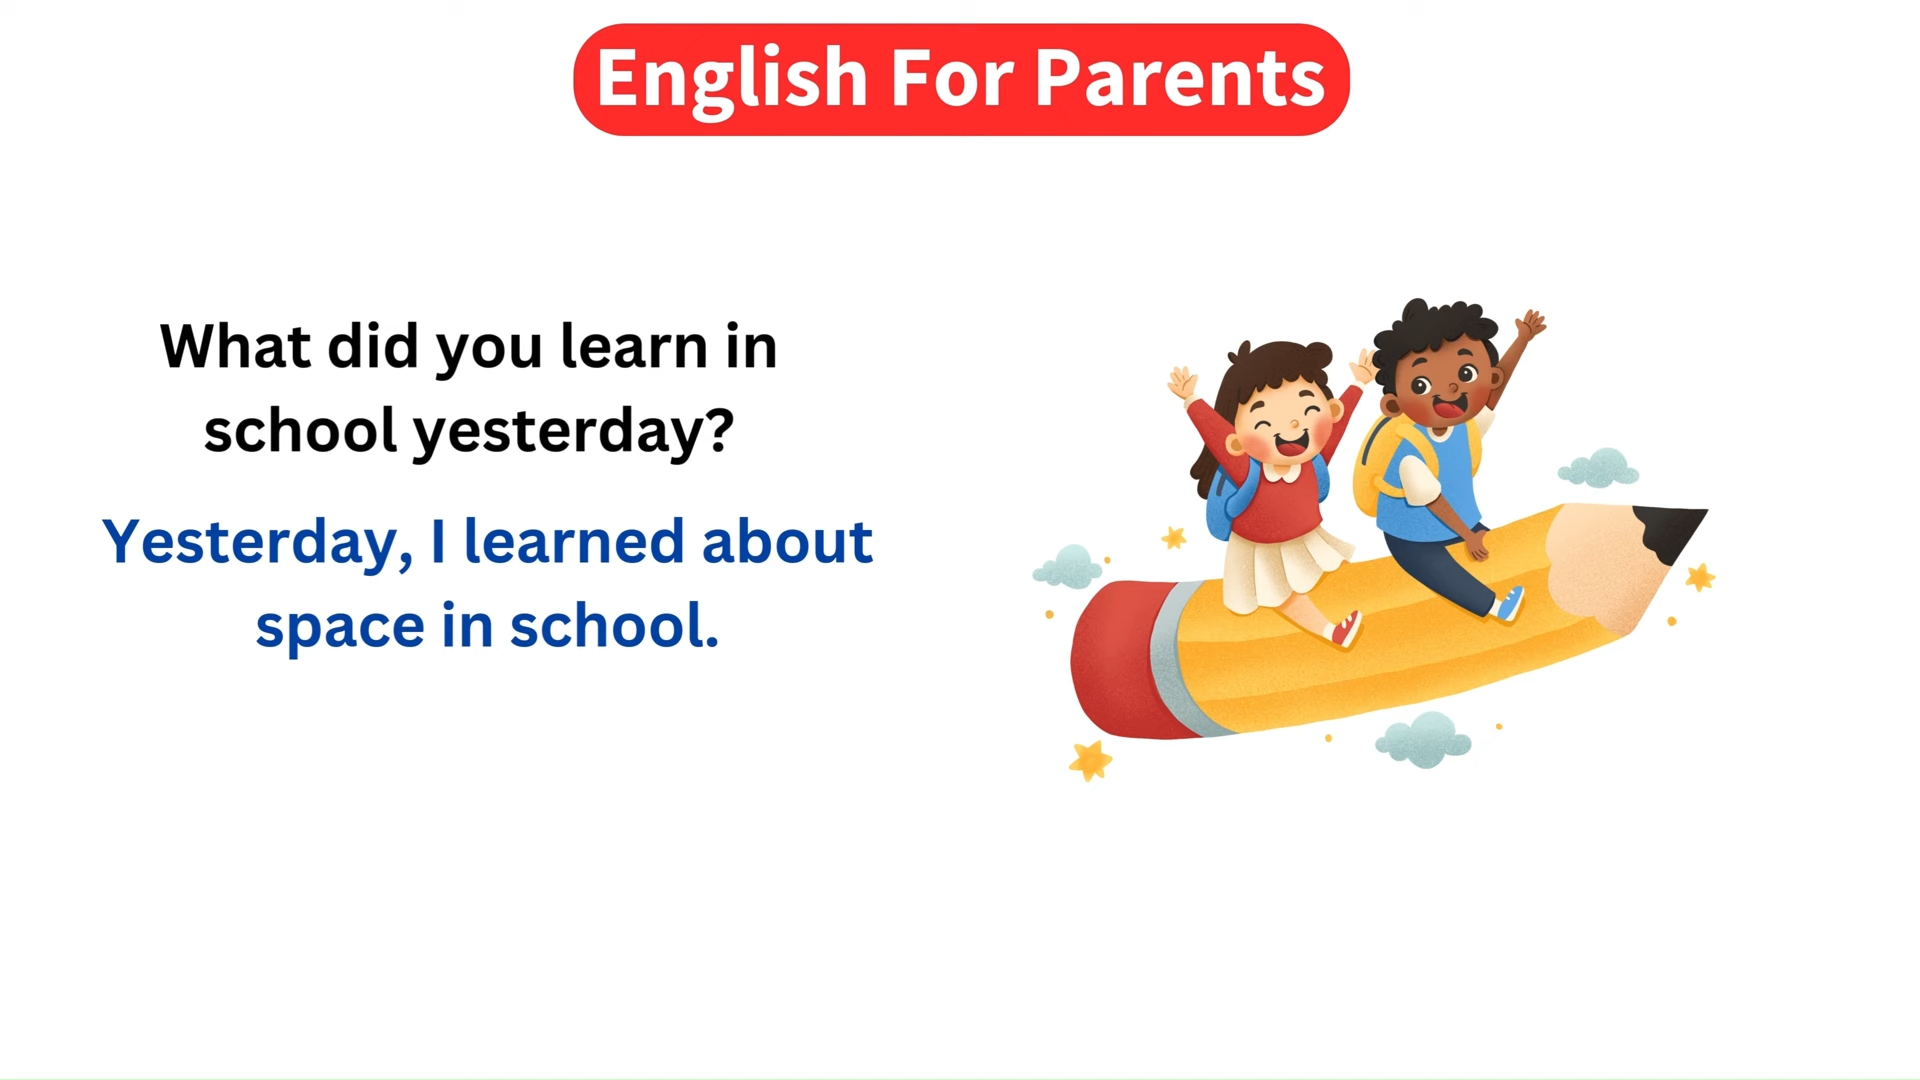 English For Parents
What did you learn in
school yesterday?
Yesterday, I learned about
space in school.